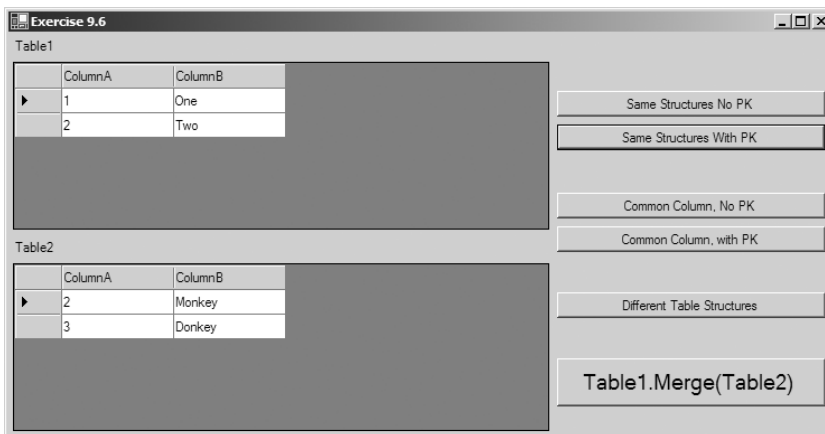 Exercise 9.6
Table1
ColumnA ColumnB
1 One
2 Two
Same Structures No PK
Same Structures With PK
Common Column, No PK
Common Column, with PK
Table2
ColumnA ColumnB
2 Monkey
3 Donkey
Different Table Structures
Table1.Merge(Table2)